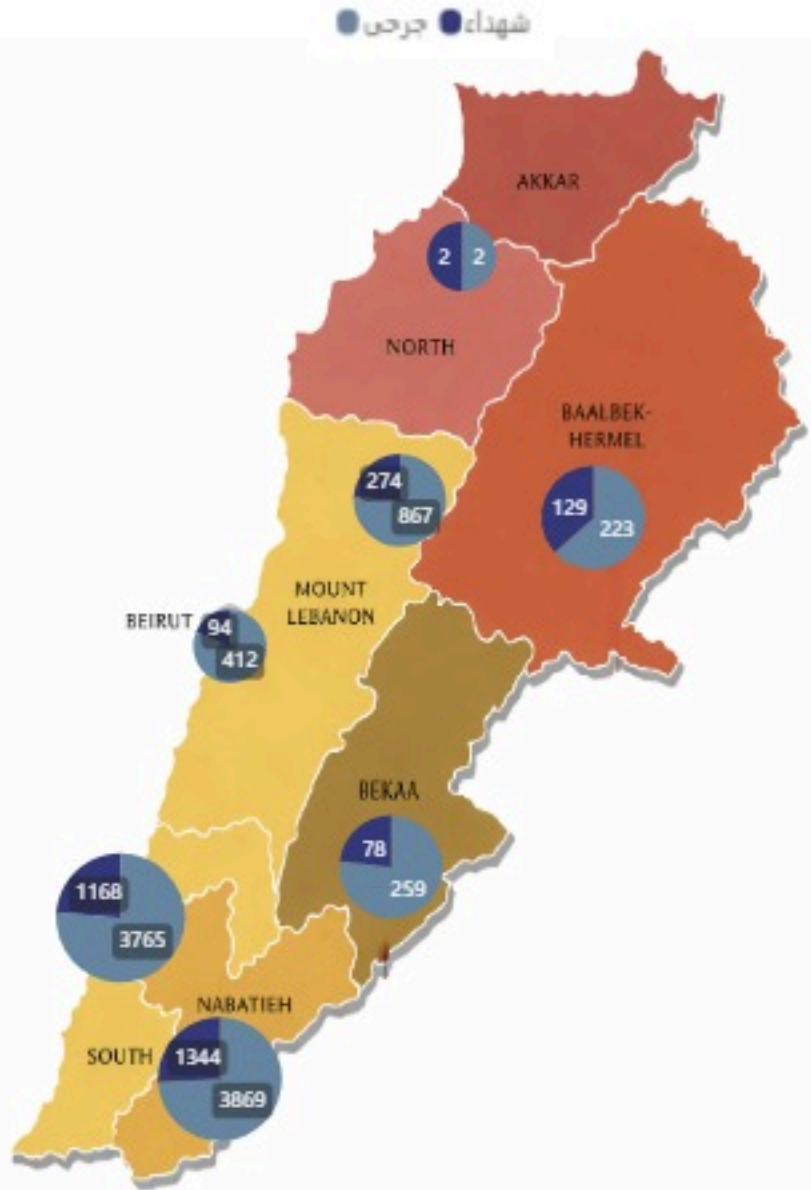 شهداء جرحى
AKKAR
2 2
NORTH
BAALBEK-
HERMEL
274
867
129
223
MOUNT
LEBANON
BEIRUT
94
412
BEKAA
78
259
1168
3765
NABATIEH
SOUTH
1344
3869